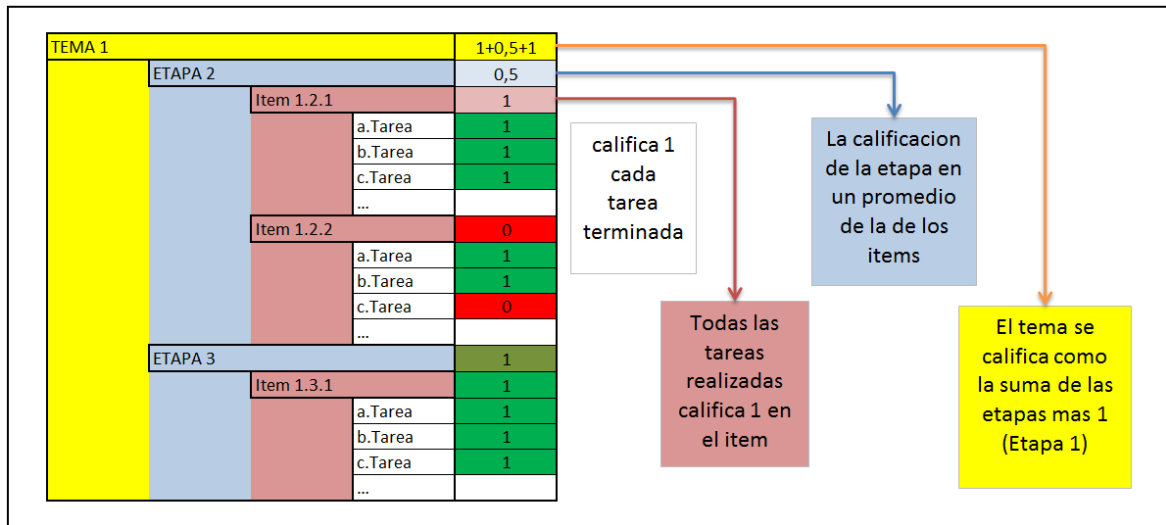 TEMA 1 1+0,5+1
ETAPA 2 0,5
Item 1.2.1 1
a.Tarea 1
b.Tarea 1
c.Tarea 1
...
Item 1.2.2 0
a.Tarea 1
b.Tarea 1
c.Tarea 0
...
ETAPA 3 1
Item 1.3.1 1
a.Tarea 1
b.Tarea 1
c.Tarea 1
...
califica 1
cada
tarea
terminada
Todas las
tareas
realizadas
califica 1 en
el item
La calificacion
de la etapa en
un promedio
de la de los
items
El tema se
califica como
la suma de las
etapas mas 1
(Etapa 1)